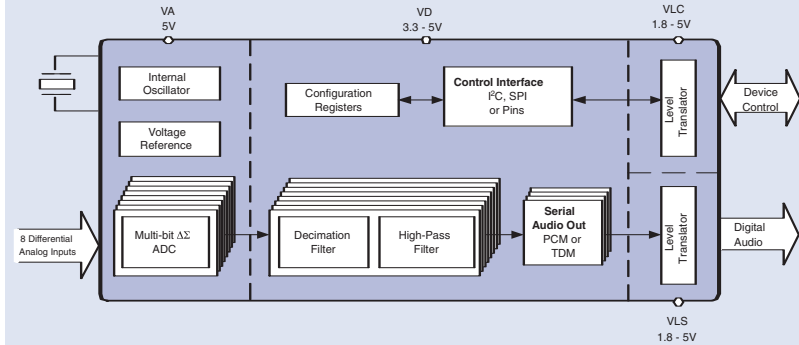 VA
5V
VD
3.3 - 5V
VLC
1.8 - 5V
Internal
Oscillator
Voltage
Reference
Configuration
Registers
Control Interface
I²C, SPI
or Pins
Level
Translator
Device
Control
8 Differential
Analog Inputs
Multi-bit ΔΣ
ADC
Decimation
Filter
High-Pass
Filter
Serial
Audio Out
PCM or
TDM
Level
Translator
Digital
Audio
VLS
1.8 - 5V